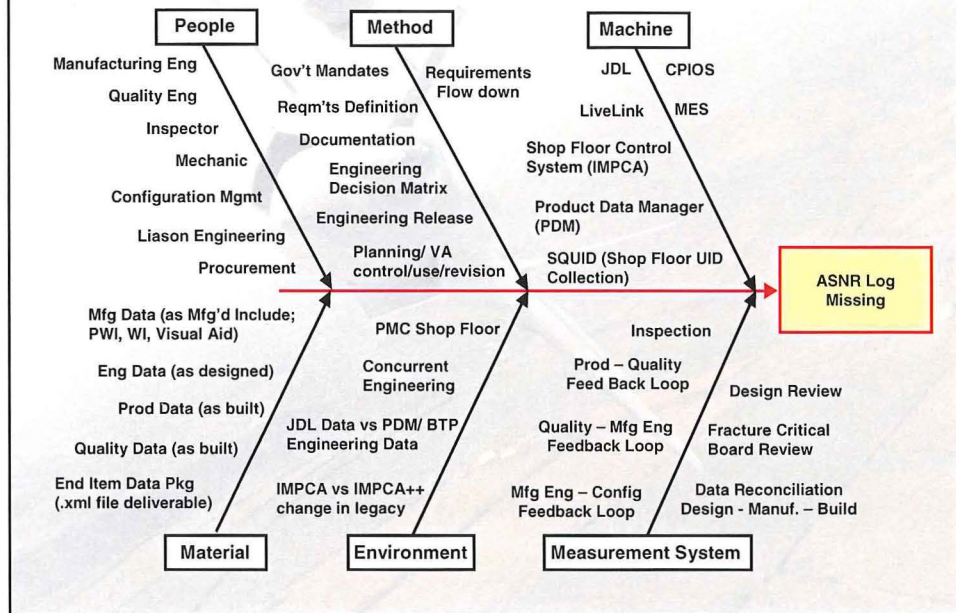 People
Manufacturing Eng
Quality Eng
Inspector
Mechanic
Configuration Mgmt
Liason Engineering
Procurement
Method
Gov't Mandates
Reqm'ts Definition
Documentation
Engineering
Decision Matrix
Engineering Release
Planning/ VA
control/use/revision
Requirements
Flow down
Machine
JDL
CPIOS
LiveLink
MES
Shop Floor Control
System (IMPCA)
Product Data Manager
(PDM)
SQUID (Shop Floor UID
Collection)
ASNR Log
Missing
Mfg Data (as Mfg'd Include;
PWI, WI, Visual Aid)
Eng Data (as designed)
Prod Data (as built)
Quality Data (as built)
End Item Data Pkg
(.xml file deliverable)
Material
PMC Shop Floor
Concurrent
Engineering
JDL Data vs PDM/ BTP
Engineering Data
IMPCA vs IMPCA++
change in legacy
Environment
Inspection
Prod – Quality
Feed Back Loop
Quality – Mfg Eng
Feedback Loop
Mfg Eng – Config
Feedback Loop
Design Review
Fracture Critical
Board Review
Data Reconciliation
Design - Manuf. – Build
Measurement System